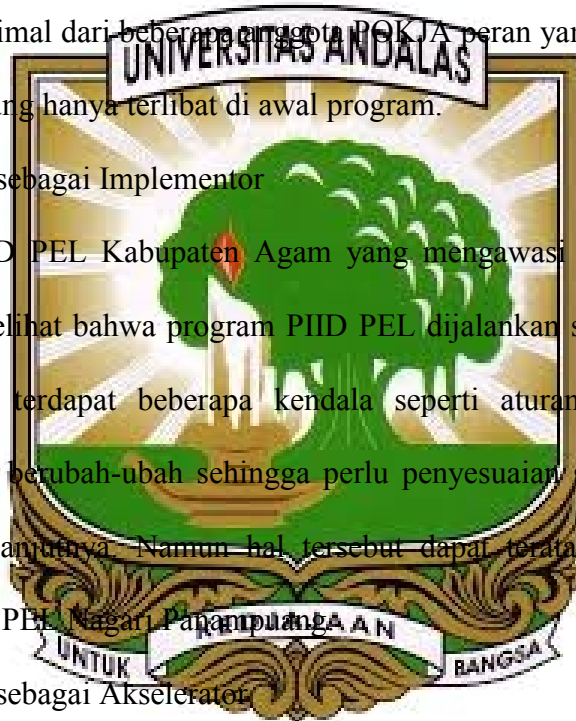 imal dari beberapa anggota POKJA peran yan
UNIVERSITAS ANDALAS
ng hanya terlibat di awal program.
sebagai Implementor
D PEL Kabupaten Agam yang mengawasi
elihat bahwa program PIID PEL dijalankan s
terdapat beberapa kendala seperti aturan
berubah-ubah sehingga perlu penyesuaian
anjutnya. Namun hal tersebut dapat terata
PEL Nagari Panampuang.
UNTUK KEDJAJAAN BANGSA
sebagai Akselerator